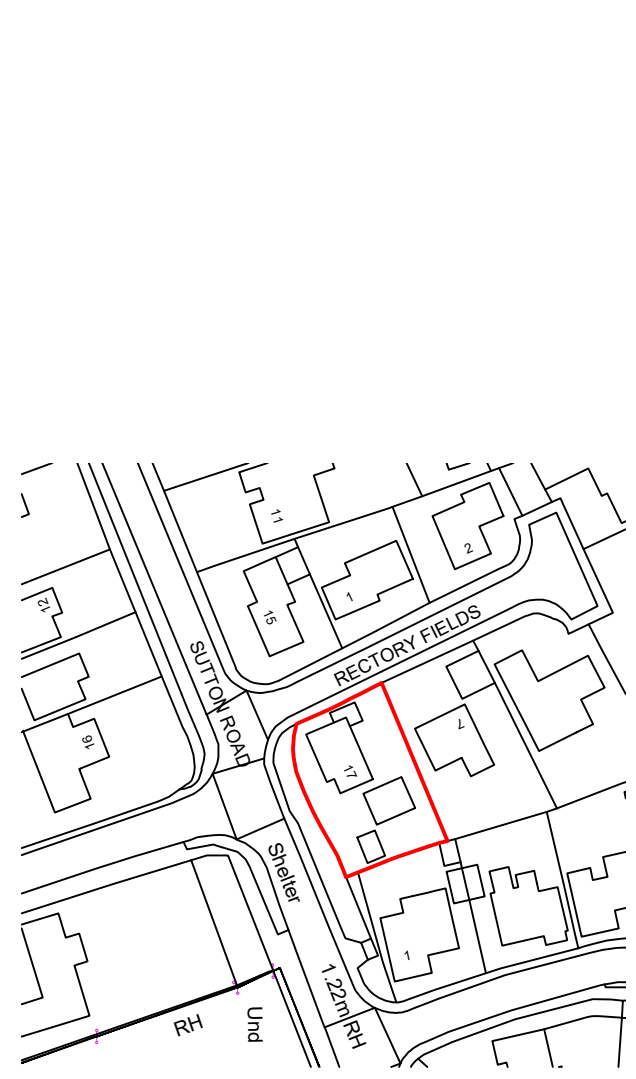 11
2
12
1
15
RECTORY FIELDS
SUTTON ROAD
16
7
17
Shelter
1
1.22m RH
RH
Und